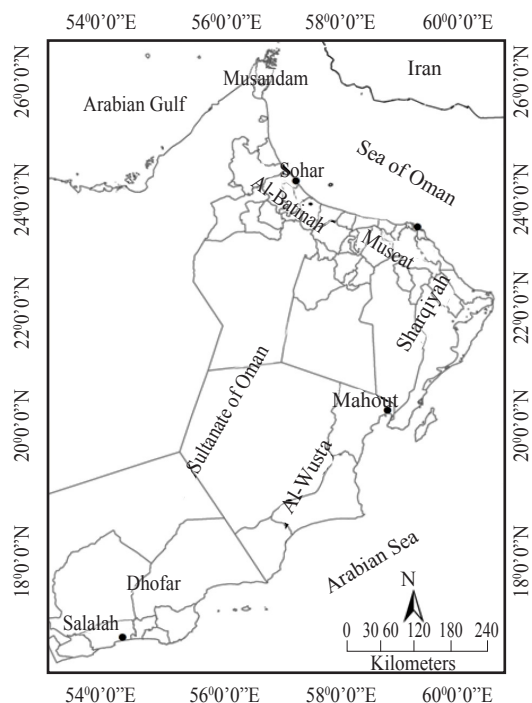 54⁰0'0”E 56⁰0'0”E 58⁰0'0”E 60⁰0'0”E
26⁰0'0”N
24⁰0'0”N
22⁰0'0”N
20⁰0'0”N
18⁰0'0”N
26⁰0'0”N
24⁰0'0”N
22⁰0'0”N
20⁰0'0”N
18⁰0'0”N
Iran
Musandam
Arabian Gulf
Sea of Oman
Sohar
Al-Batinah
Muscat
Sharqiyah
Sultanate of Oman
Mahout
Al-Wusta
Arabian Sea
Dhofar
Salalah
N
0 30 60 120 180 240
Kilometers
54⁰0'0”E 56⁰0'0”E 58⁰0'0”E 60⁰0'0”E